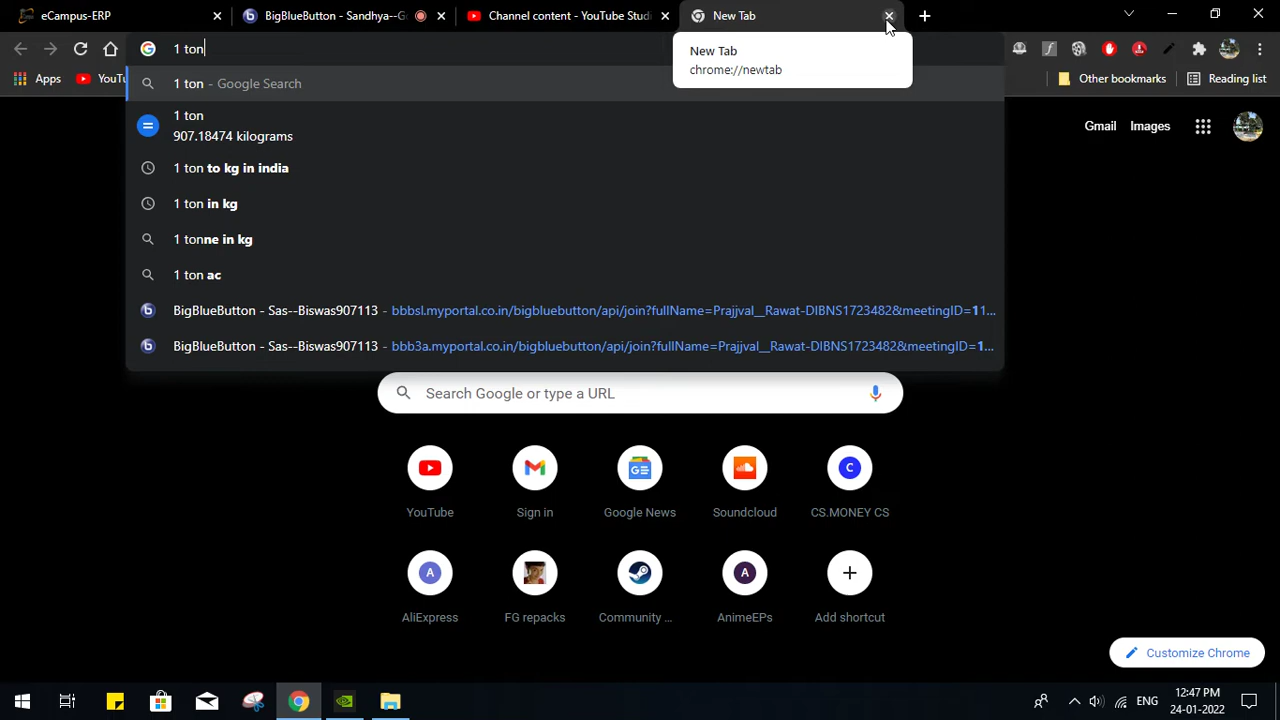 eCampus-ERP
BigBlueButton - Sandhya--Go
Channel content - YouTube Studi
New Tab
1 ton
New Tab
chrome://newtab
Apps
YouTu
Other bookmarks
Reading list
1 ton - Google Search
1 ton
907.18474 kilograms
1 ton to kg in india
1 ton in kg
1 tonne in kg
1 ton ac
BigBlueButton - Sas--Biswas907113 - bbbsl.myportal.co.in/bigbluebutton/api/join?fullName=Prajjval__Rawat-DIBNS1723482&meetingID=11...
BigBlueButton - Sas--Biswas907113 - bbb3a.myportal.co.in/bigbluebutton/api/join?fullName=Prajjval__Rawat-DIBNS1723482&meetingID=1...
Gmail
Images
Search Google or type a URL
YouTube
Sign in
Google News
Soundcloud
C
CS.MONEY CS
A
AliExpress
FG repacks
Community ...
A
AnimeEPs
Add shortcut
Customize Chrome
ENG
12:47 PM
24-01-2022